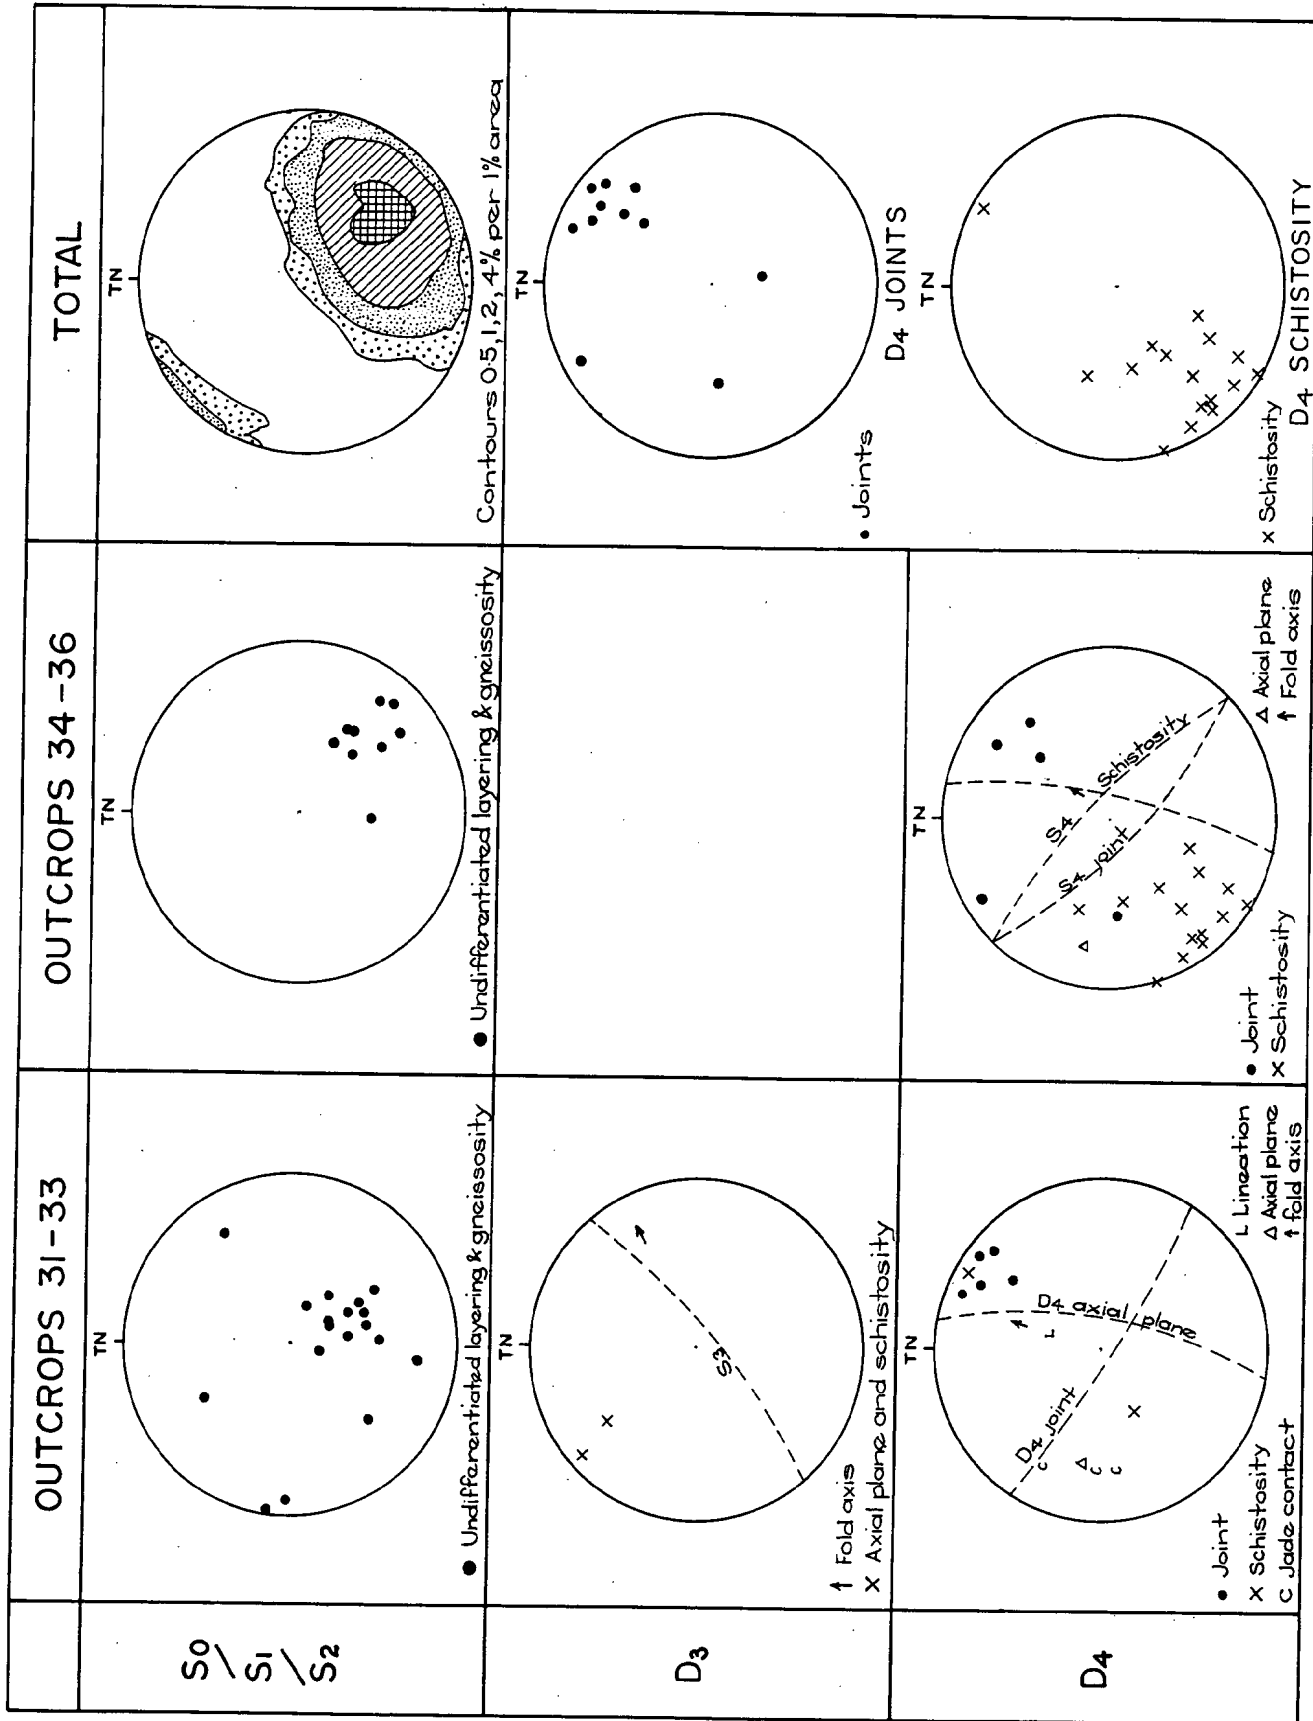 OUTCROPS 31-33
OUTCROPS 34-36
TOTAL
S0/S1/S2
TN
● Undifferentiated layering & gneissosity
TN
● Undifferentiated layering & gneissosity
TN
Contours 0·5, 1, 2, 4% per 1% area
D3
TN
S3
↑ Fold axis
X Axial plane and schistosity
TN
• Joints
D4 JOINTS
D4
TN
D4 axial plane
D4 joint
C
C
C
L
• Joint
X Schistosity
C Jade contact
L Lineation
Δ Axial plane
↑ fold axis
TN
S4 Schistosity
S4 joint
• Joint
X Schistosity
Δ Axial plane
↑ Fold axis
TN
x Schistosity
D4 SCHISTOSITY